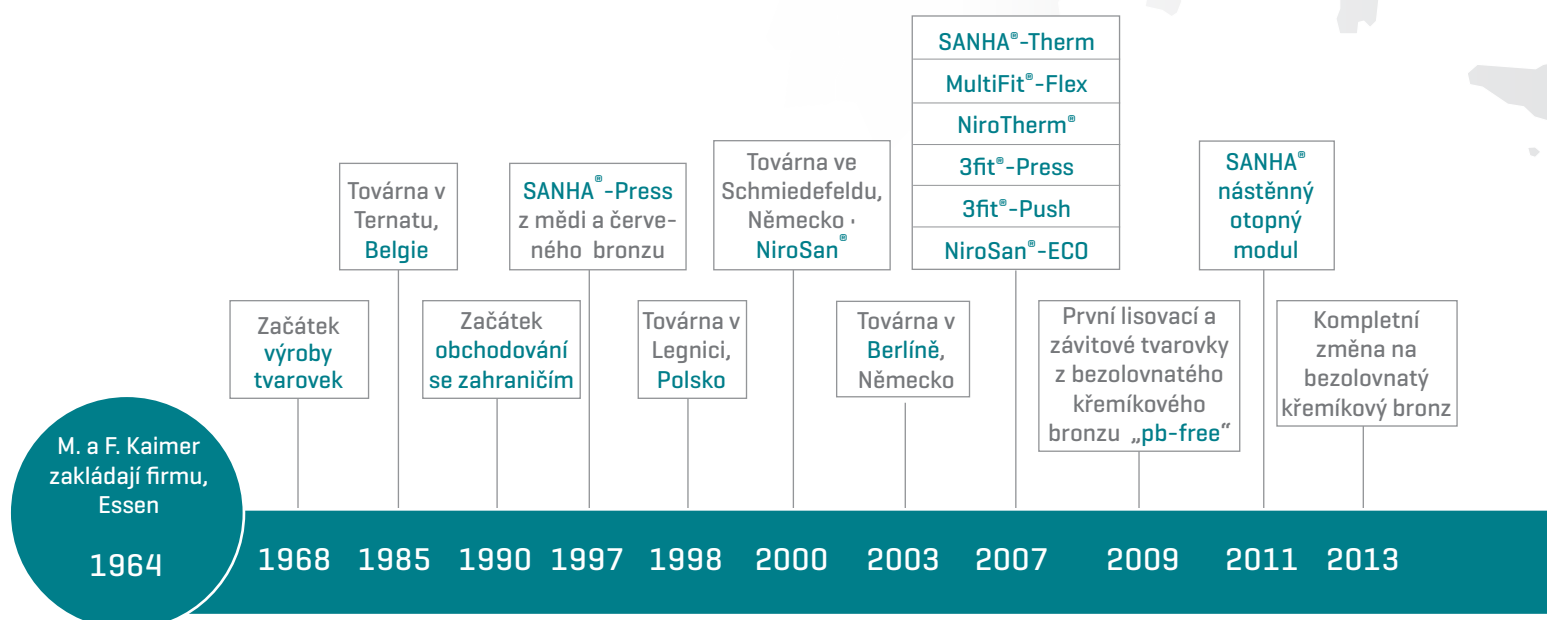 SANHA®-Therm
MultiFit®-Flex
NiroTherm®
3fit®-Press
3fit®-Push
NiroSan®-ECO
Továrna v
Ternatu,
Belgie
SANHA®-Press
z mědi a červe-
ného bronzu
Továrna ve
Schmiedefeldu,
Německo ·
NiroSan®
SANHA®
nástěnný
otopný
modul
Začátek
výroby
tvarovek
Začátek
obchodování
se zahraničím
Továrna v
Legnici,
Polsko
Továrna v
Berlíně,
Německo
První lisovací a
závitové tvarovky
z bezolovnatého
křemíkového
bronzu „pb-free“
Kompletní
změna na
bezolovnatý
křemíkový bronz
M. a F. Kaimer
zakládají firmu,
Essen
1964
1968 1985 1990 1997 1998 2000 2003 2007 2009 2011 2013